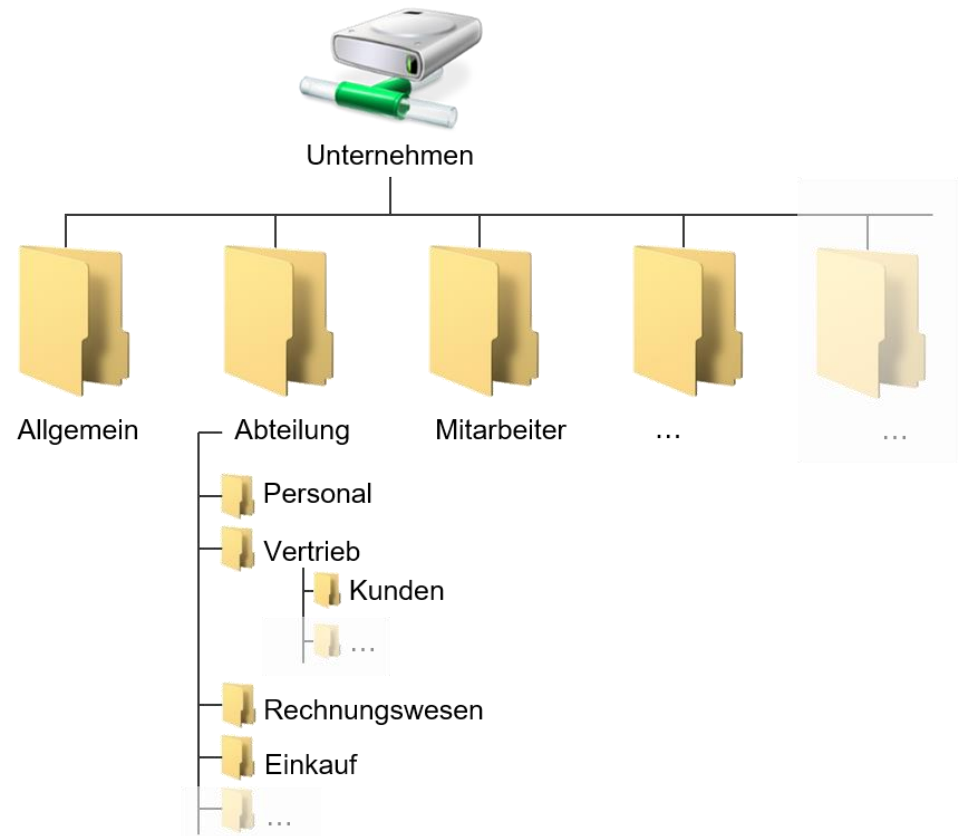 Unternehmen
Allgemein
Abteilung
Mitarbeiter
…
…
Personal
Vertrieb
Kunden
…
Rechnungswesen
Einkauf
…